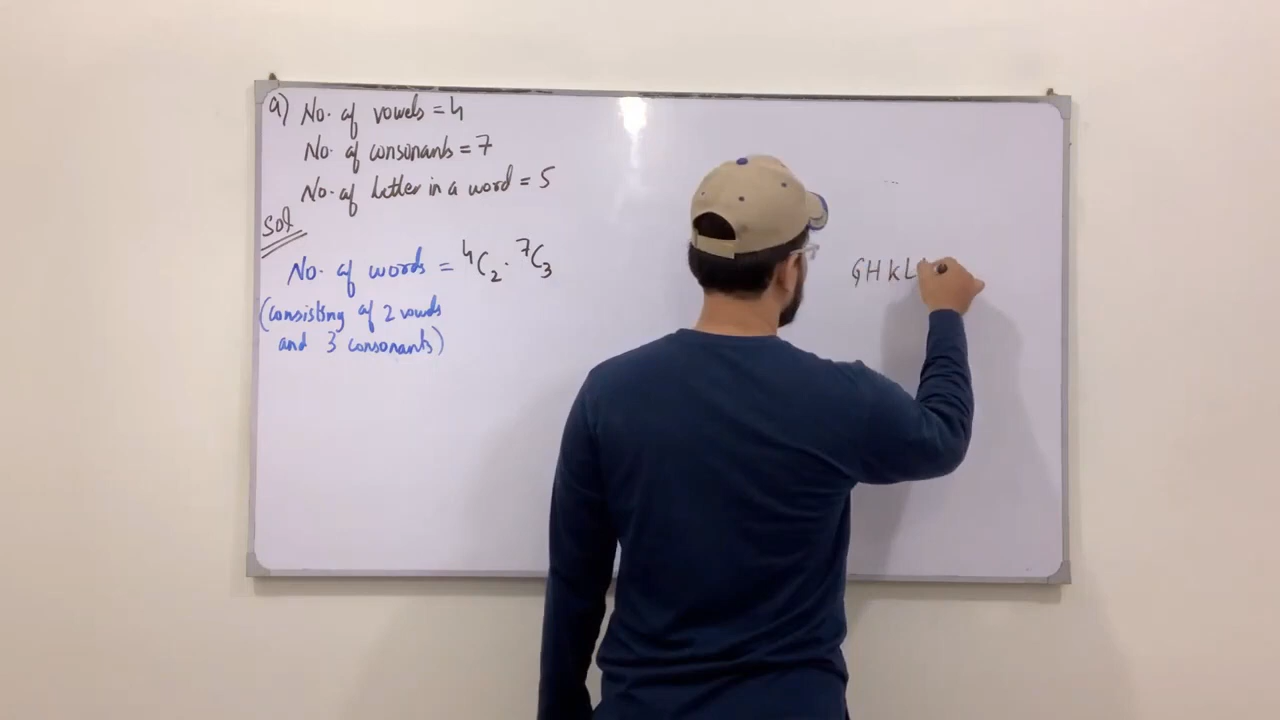 a) No. of vowels = 4
No. of consonants = 7
No. of letter in a word = 5
Sol
No. of words = ⁴C₂ . ⁷C₃
(consisting of 2 vowels
and 3 consonants)
G H K L